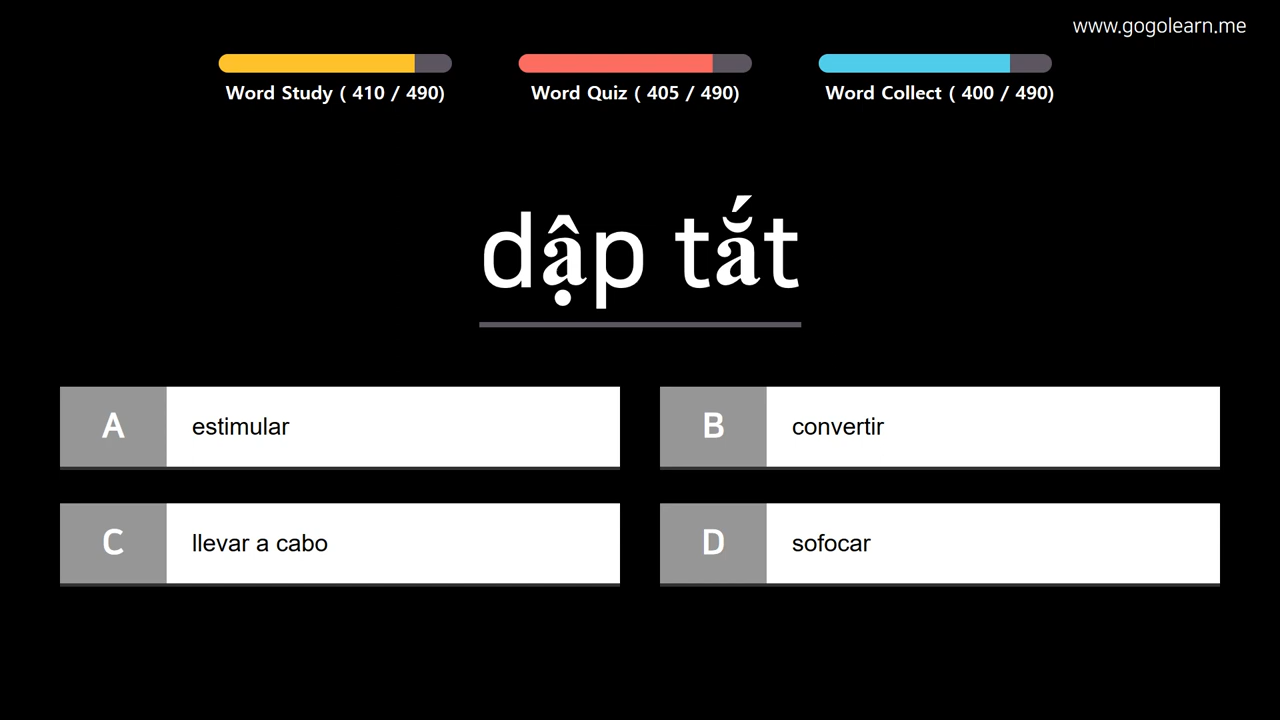 www.gogolearn.me
Word Study ( 410 / 490)
Word Quiz ( 405 / 490)
Word Collect ( 400 / 490)
dập tắt
A estimular
B convertir
C llevar a cabo
D sofocar